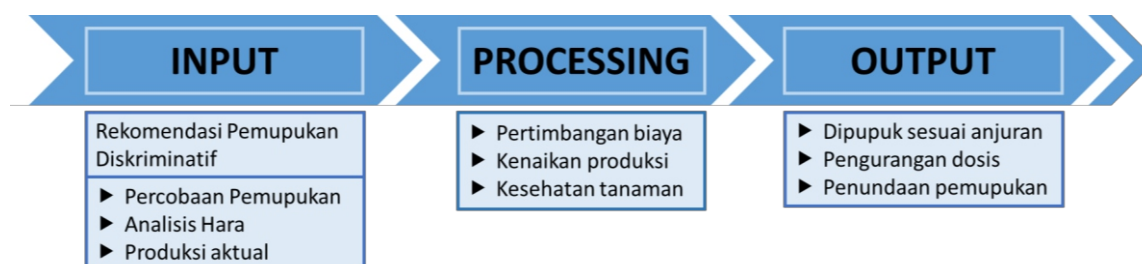 INPUT
Rekomendasi Pemupukan
Diskriminatif
► Percobaan Pemupukan
► Analisis Hara
► Produksi aktual
PROCESSING
► Pertimbangan biaya
► Kenaikan produksi
► Kesehatan tanaman
OUTPUT
► Dipupuk sesuai anjuran
► Pengurangan dosis
► Penundaan pemupukan